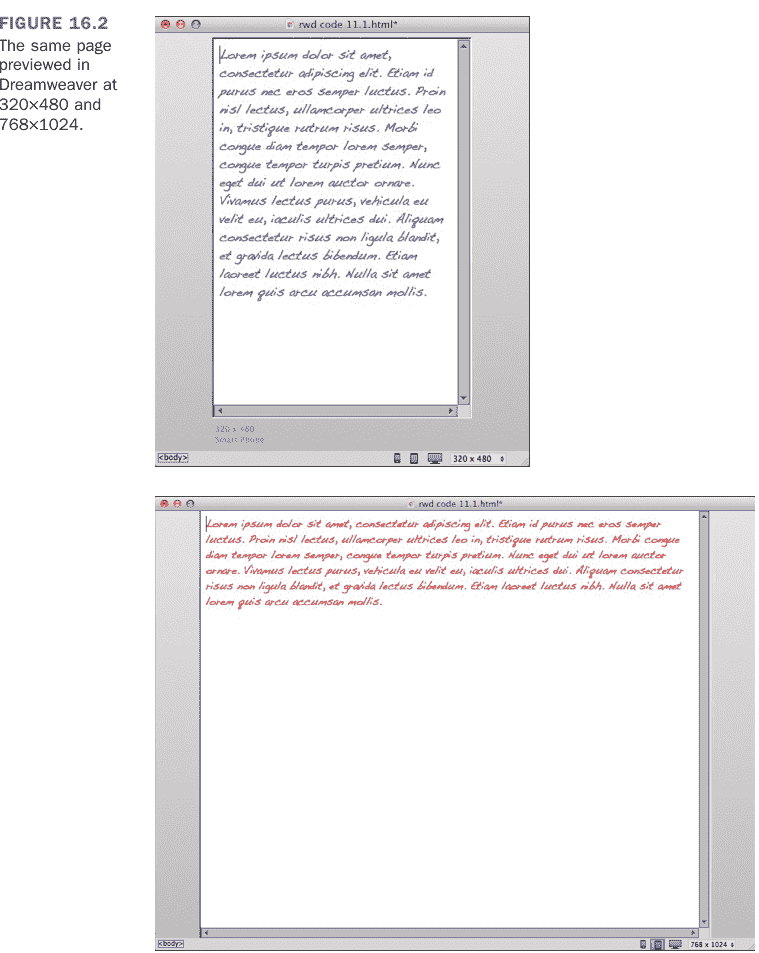 FIGURE 16.2
The same page
previewed in
Dreamweaver at
320×480 and
768×1024.
rwd code 11.1.html*
Lorem ipsum dolor sit amet,
consectetur adipiscing elit. Etiam id
purus nec eros semper luctus. Proin
nisl lectus, ullamcorper ultrices leo
in, tristique rutrum risus. Morbi
congue diam tempor lorem semper,
congue tempor turpis pretium. Nunc
eget dui ut lorem auctor ornare.
Vivamus lectus purus, vehicula eu
velit eu, iaculis ultrices dui. Aliquam
consectetur risus non ligula blandit,
et gravida lectus bibendum. Etiam
laoreet luctus nibh. Nulla sit amet
lorem quis arcu accumsan mollis.
320 x 480
Smart Phone
<body>
320 x 480
rwd code 11.1.html*
Lorem ipsum dolor sit amet, consectetur adipiscing elit. Etiam id purus nec eros semper
luctus. Proin nisl lectus, ullamcorper ultrices leo in, tristique rutrum risus. Morbi congue
diam tempor lorem semper, congue tempor turpis pretium. Nunc eget dui ut lorem auctor
ornare. Vivamus lectus purus, vehicula eu velit eu, iaculis ultrices dui. Aliquam consectetur
risus non ligula blandit, et gravida lectus bibendum. Etiam laoreet luctus nibh. Nulla sit amet
lorem quis arcu accumsan mollis.
<body>
768 x 1024